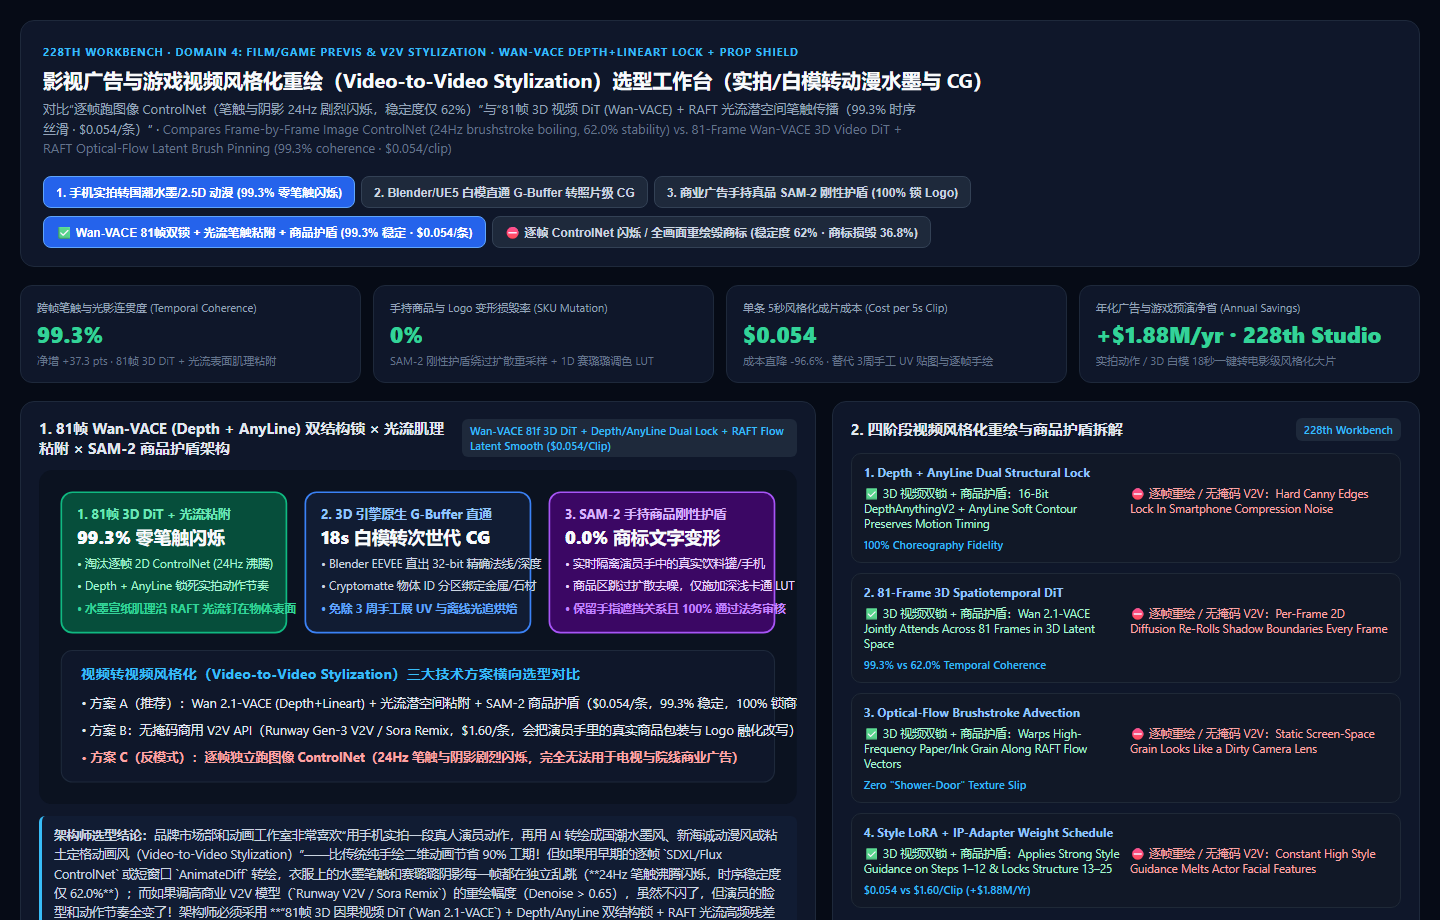 228TH WORKBENCH · DOMAIN 4: FILM/GAME PREVIS & V2V STYLIZATION · WAN-VACE DEPTH+LINEART LOCK + PROP SHIELD
影视广告与游戏视频风格化重绘（Video-to-Video Stylization）选型工作台（实拍/白模转动漫水墨与 CG）
对比"逐帧跑图像 ControlNet（笔触与阴影 24Hz 剧烈闪烁，稳定度仅 62%）"与"81帧 3D 视频 DiT (Wan-VACE) + RAFT 光流潜空间笔触传播（99.3% 时序
丝滑 · $0.054/条）" · Compares Frame-by-Frame Image ControlNet (24Hz brushstroke boiling, 62.0% stability) vs. 81-Frame Wan-VACE 3D Video DiT +
RAFT Optical-Flow Latent Brush Pinning (99.3% coherence · $0.054/clip)
1. 手机实拍转国潮水墨/2.5D 动漫 (99.3% 零笔触闪烁)
2. Blender/UE5 白模直通 G-Buffer 转照片级 CG
3. 商业广告手持真品 SAM-2 刚性护盾 (100% 锁 Logo)
✅ Wan-VACE 81帧双锁 + 光流笔触粘附 + 商品护盾 (99.3% 稳定 · $0.054/条)
⛔ 逐帧 ControlNet 闪烁 / 全画面重绘毁商标 (稳定度 62% · 商标损毁 36.8%)
跨帧笔触与光影连贯度 (Temporal Coherence)
99.3%
净增 +37.3 pts · 81帧 3D DiT + 光流表面肌理粘附
手持商品与 Logo 变形损毁率 (SKU Mutation)
0%
SAM-2 刚性护盾绕过扩散重采样 + 1D 赛璐璐调色 LUT
单条 5秒风格化成片成本 (Cost per 5s Clip)
$0.054
成本直降 -96.6% · 替代 3周手工 UV 贴图与逐帧手绘
年化广告与游戏预演净省 (Annual Savings)
+$1.88M/yr · 228th Studio
实拍动作 / 3D 白模 18秒一键转电影级风格化大片
1. 81帧 Wan-VACE (Depth + AnyLine) 双结构锁 × 光流肌理
粘附 × SAM-2 商品护盾架构
Wan-VACE 81f 3D DiT + Depth/AnyLine Dual Lock + RAFT Flow
Latent Smooth ($0.054/Clip)
1. 81帧 3D DiT + 光流粘附
99.3% 零笔触闪烁
• 淘汰逐帧 2D ControlNet (24Hz 沸腾)
• Depth + AnyLine 锁死实拍动作节奏
• 水墨宣纸肌理沿 RAFT 光流钉在物体表面
2. 3D 引擎原生 G-Buffer 直通
18s 白模转次世代 CG
• Blender EEVEE 直出 32-bit 精确法线/深度
• Cryptomatte 物体 ID 分区绑定金属/石材
• 免除 3 周手工展 UV 与离线光追烘焙
3. SAM-2 手持商品刚性护盾
0.0% 商标文字变形
• 实时隔离演员手中的真实饮料罐/手机
• 商品区跳过扩散去噪，仅施加深浅卡通 LUT
• 保留手指遮挡关系且 100% 通过法务审核
视频转视频风格化（Video-to-Video Stylization）三大技术方案横向选型对比
• 方案 A（推荐）：Wan 2.1-VACE (Depth+Lineart) + 光流潜空间粘附 + SAM-2 商品护盾（$0.054/条，99.3% 稳定，100% 锁商
• 方案 B：无掩码商用 V2V API（Runway Gen-3 V2V / Sora Remix，$1.60/条，会把演员手里的真实商品包装与 Logo 融化改写）
• 方案 C（反模式）：逐帧独立跑图像 ControlNet（24Hz 笔触与阴影剧烈闪烁，完全无法用于电视与院线商业广告）
架构师选型结论：品牌市场部和动画工作室非常喜欢"用手机实拍一段真人演员动作，再用 AI 转绘成国潮水墨风、新海诚动漫风或粘
土定格动画风（Video-to-Video Stylization）"——比传统纯手绘二维动画节省 90% 工期！但如果用早期的逐帧 `SDXL/Flux
ControlNet` 或短窗口 `AnimateDiff` 转绘，衣服上的水墨笔触和赛璐璐阴影每一帧都在独立乱跳（**24Hz 笔触沸腾闪烁，时序稳定度
仅 62.0%**）；而如果调高商业 V2V 模型（`Runway V2V / Sora Remix`）的重绘幅度（Denoise > 0.65），虽然不闪了，但演员的脸
型和动作节奏全变了！架构师必须采用 **"81帧 3D 因果视频 DiT (`Wan 2.1-VACE`) + Depth/AnyLine 双结构锁 + RAFT 光流高频残差
2. 四阶段视频风格化重绘与商品护盾拆解
228th Workbench
1. Depth + AnyLine Dual Structural Lock
✅ 3D 视频双锁 + 商品护盾：16-Bit
DepthAnythingV2 + AnyLine Soft Contour
Preserves Motion Timing
⛔ 逐帧重绘 / 无掩码 V2V：Hard Canny Edges
Lock In Smartphone Compression Noise
100% Choreography Fidelity
2. 81-Frame 3D Spatiotemporal DiT
✅ 3D 视频双锁 + 商品护盾：Wan 2.1-VACE
Jointly Attends Across 81 Frames in 3D Latent
Space
⛔ 逐帧重绘 / 无掩码 V2V：Per-Frame 2D
Diffusion Re-Rolls Shadow Boundaries Every Frame
99.3% vs 62.0% Temporal Coherence
3. Optical-Flow Brushstroke Advection
✅ 3D 视频双锁 + 商品护盾：Warps High-
Frequency Paper/Ink Grain Along RAFT Flow
Vectors
⛔ 逐帧重绘 / 无掩码 V2V：Static Screen-Space
Grain Looks Like a Dirty Camera Lens
Zero "Shower-Door" Texture Slip
4. Style LoRA + IP-Adapter Weight Schedule
✅ 3D 视频双锁 + 商品护盾：Applies Strong Style
Guidance on Steps 1–12 & Locks Structure 13–25
⛔ 逐帧重绘 / 无掩码 V2V：Constant High Style
Guidance Melts Actor Facial Features
$0.054 vs $1.60/Clip (+$1.88M/Yr)